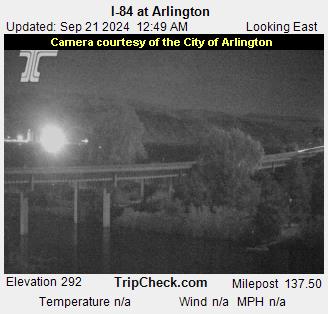 I-84 at Arlington
Updated: Sep 21 2024 12:49 AM Looking East
Camera courtesy of the City of Arlington
Elevation 292 TripCheck.com Milepost 137.50
Temperature n/a Wind n/a MPH n/a